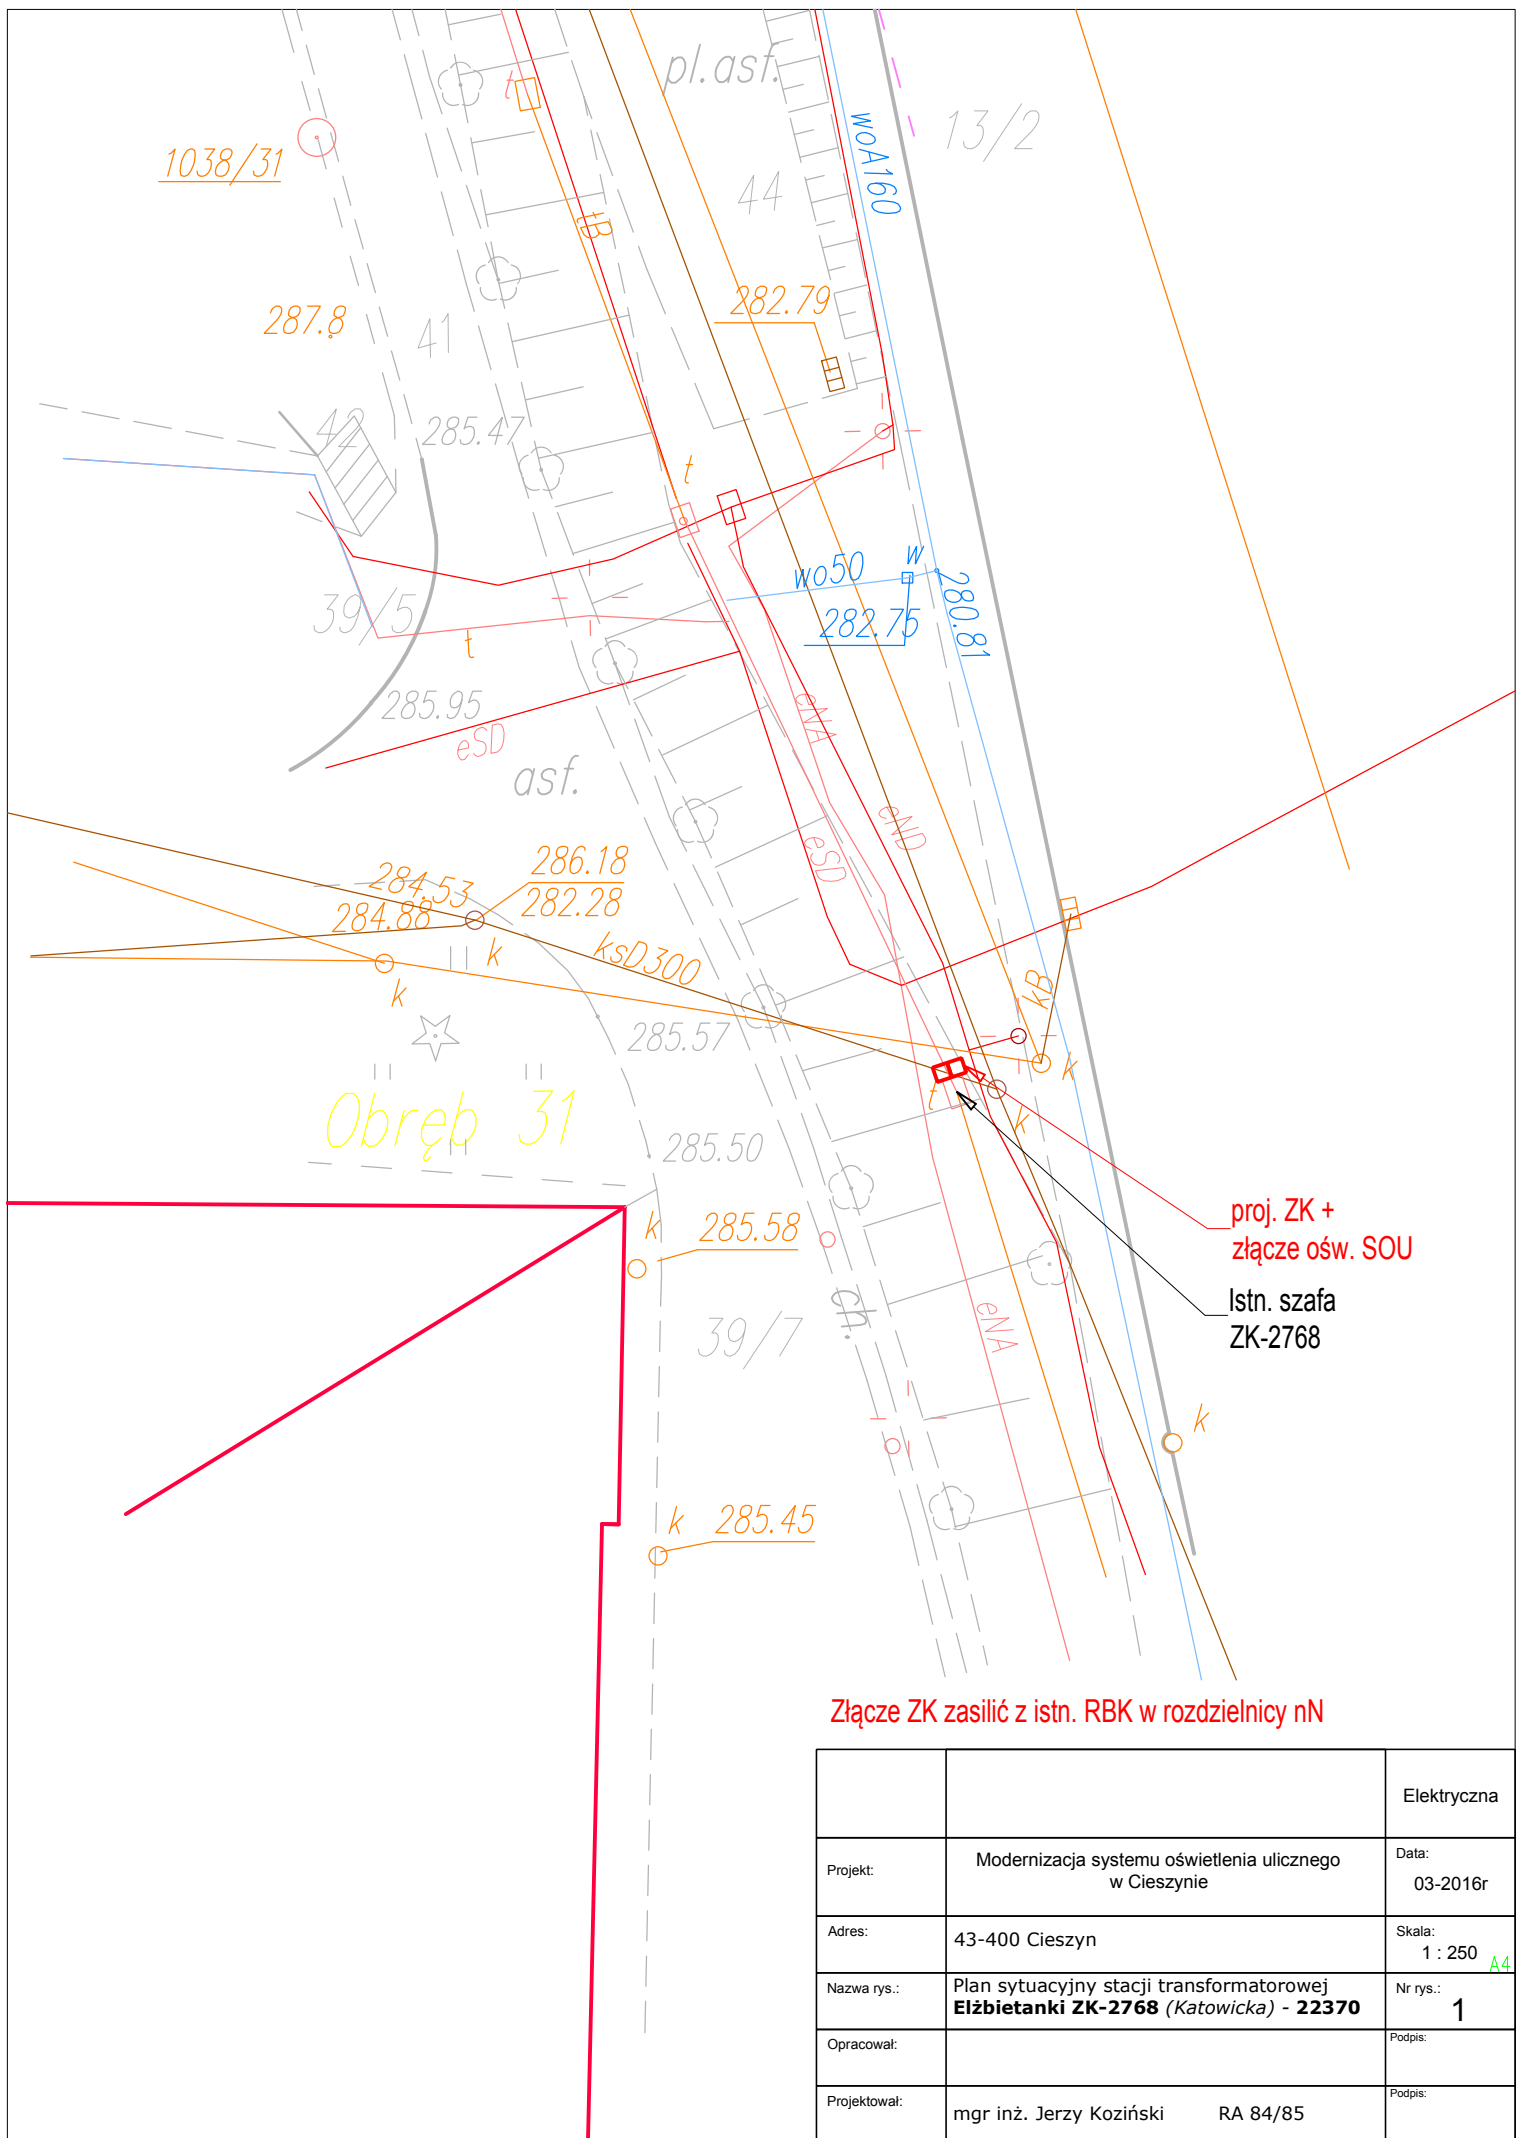 pl.asf.
t
13/2
woA160
1038/31
44
tB
282.79
287.8
41
42
285.47
t
wo50
w
280.81
39/5
282.75
t
285.95
eNA
eSD
asf.
eND
eSD
286.18
284.53
282.28
284.88
ksD300
k
k
kB
285.57
k
t
k
Obręb 31
285.50
proj. ZK +
złącze ośw. SOU
k
285.58
Istn. szafa
ZK-2768
ch.
eNA
39/7
k
k
285.45
Złącze ZK zasilić z istn. RBK w rozdzielnicy nN
Elektryczna
Projekt:
Modernizacja systemu oświetlenia ulicznego
w Cieszynie
Data:
03-2016r
Adres:
43-400 Cieszyn
Skala:
1 : 250
A4
Nazwa rys.:
Plan sytuacyjny stacji transformatorowej
Elżbietanki ZK-2768 (Katowicka) - 22370
Nr rys.:
1
Opracował:
Podpis:
Projektował:
mgr inż. Jerzy Koziński RA 84/85
Podpis: